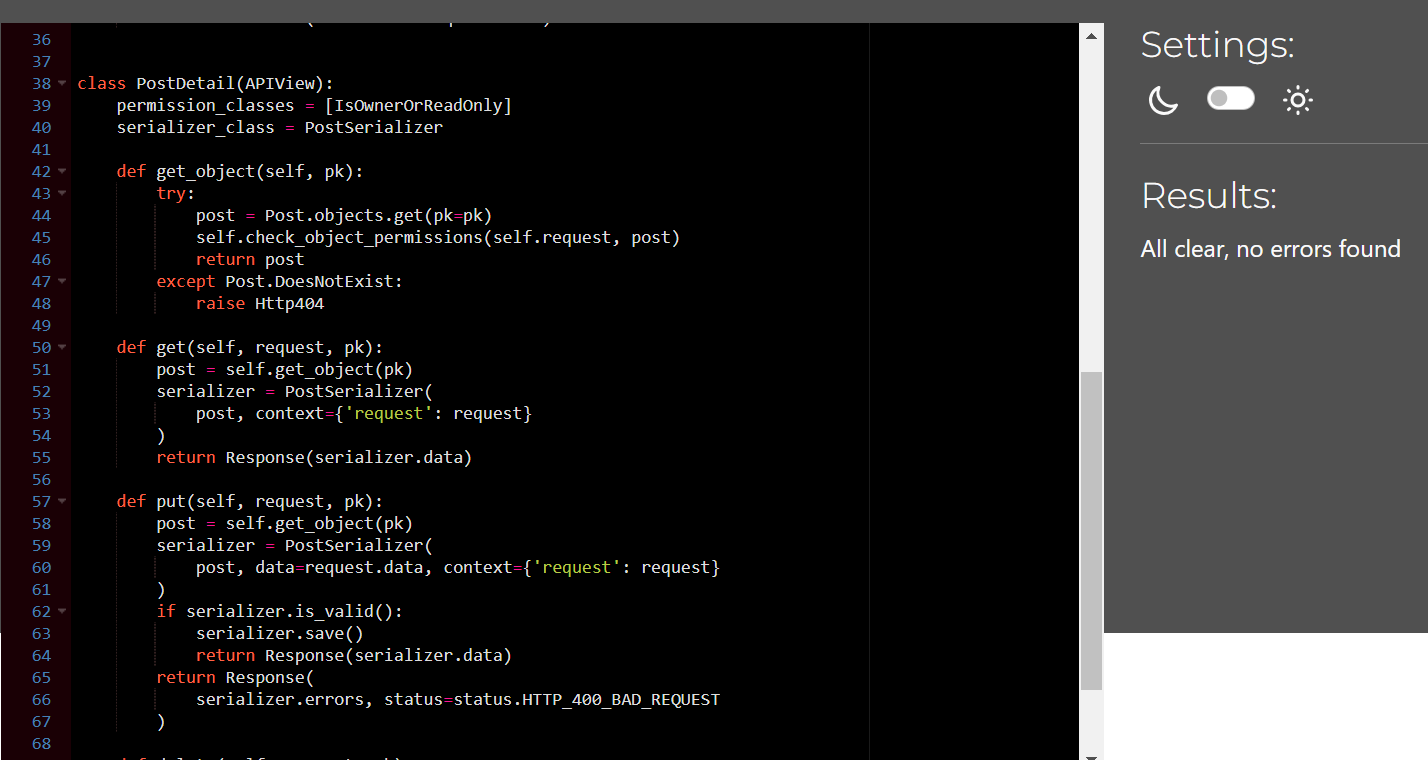 36
37
38 class PostDetail(APIView):
39     permission_classes = [IsOwnerOrReadOnly]
40     serializer_class = PostSerializer
41
42     def get_object(self, pk):
43         try:
44             post = Post.objects.get(pk=pk)
45             self.check_object_permissions(self.request, post)
46             return post
47         except Post.DoesNotExist:
48             raise Http404
49
50     def get(self, request, pk):
51         post = self.get_object(pk)
52         serializer = PostSerializer(
53             post, context={'request': request}
54         )
55         return Response(serializer.data)
56
57     def put(self, request, pk):
58         post = self.get_object(pk)
59         serializer = PostSerializer(
60             post, data=request.data, context={'request': request}
61         )
62         if serializer.is_valid():
63             serializer.save()
64             return Response(serializer.data)
65         return Response(
66             serializer.errors, status=status.HTTP_400_BAD_REQUEST
67         )
68
Settings:
Results:
All clear, no errors found